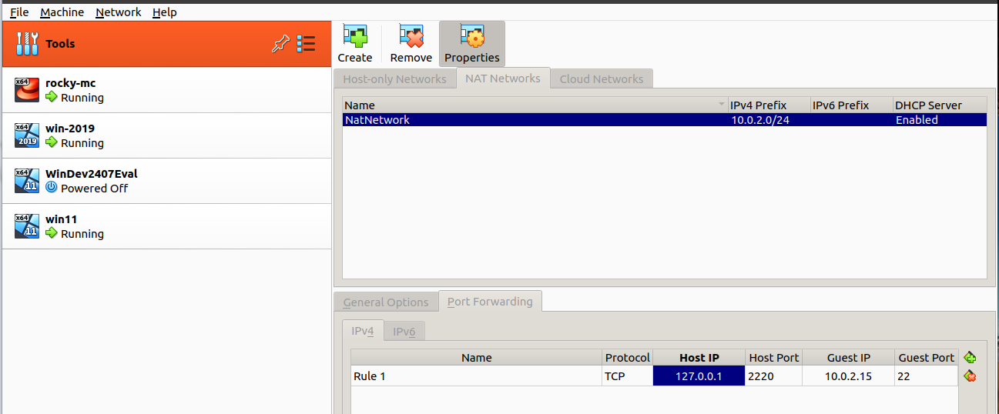 File Machine Network Help
Tools
x64
rocky-mc
Running
x64
2019
win-2019
Running
x64
11
WinDev2407Eval
Powered Off
x64
11
win11
Running
Create Remove Properties
Host-only Networks NAT Networks Cloud Networks
Name IPv4 Prefix IPv6 Prefix DHCP Server
NatNetwork 10.0.2.0/24 Enabled
General Options Port Forwarding
IPv4 IPv6
Name Protocol Host IP Host Port Guest IP Guest Port
Rule 1 TCP 127.0.0.1 2220 10.0.2.15 22